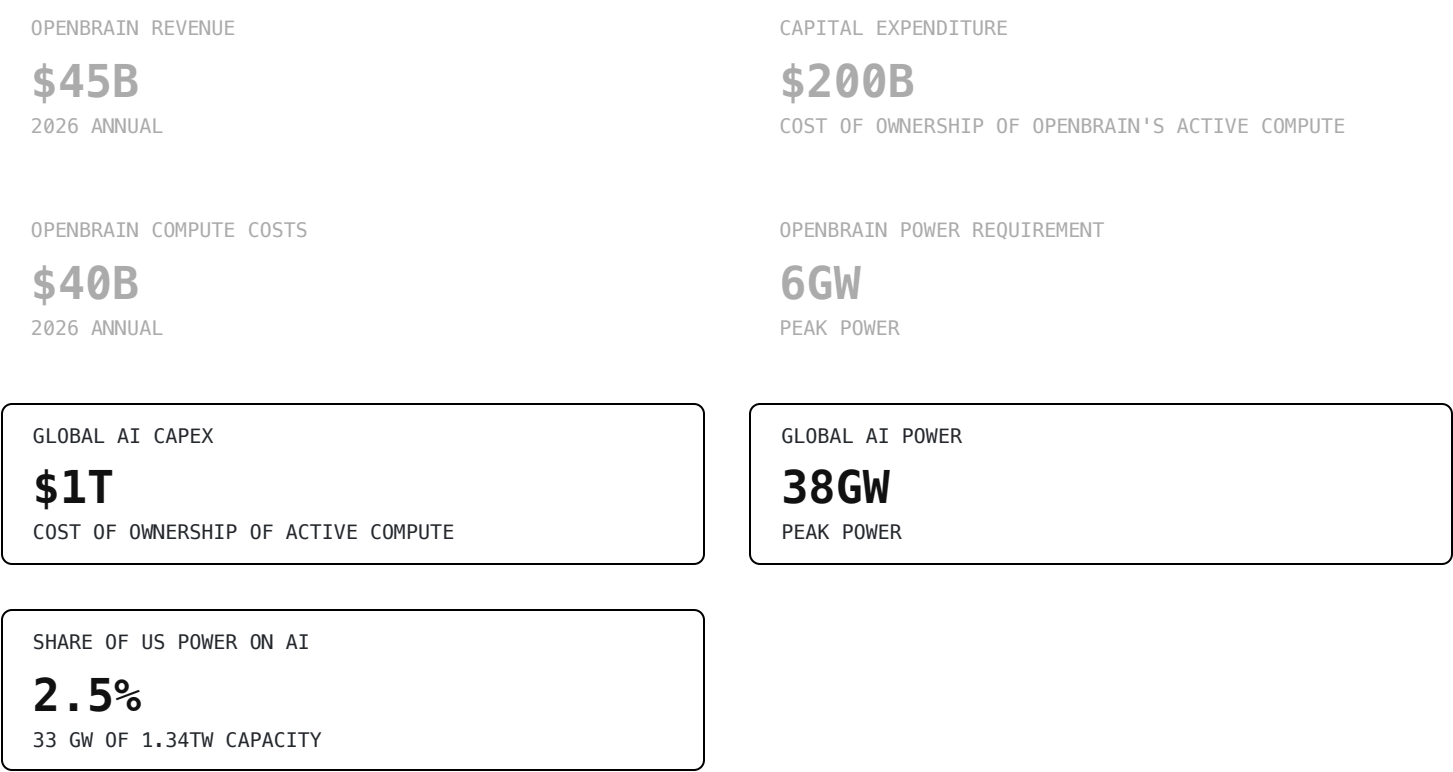 OPENBRAIN REVENUE
$45B
2026 ANNUAL
CAPITAL EXPENDITURE
$200B
COST OF OWNERSHIP OF OPENBRAIN'S ACTIVE COMPUTE
OPENBRAIN COMPUTE COSTS
$40B
2026 ANNUAL
OPENBRAIN POWER REQUIREMENT
6GW
PEAK POWER
GLOBAL AI CAPEX
$1T
COST OF OWNERSHIP OF ACTIVE COMPUTE
GLOBAL AI POWER
38GW
PEAK POWER
SHARE OF US POWER ON AI
2.5%
33 GW OF 1.34TW CAPACITY